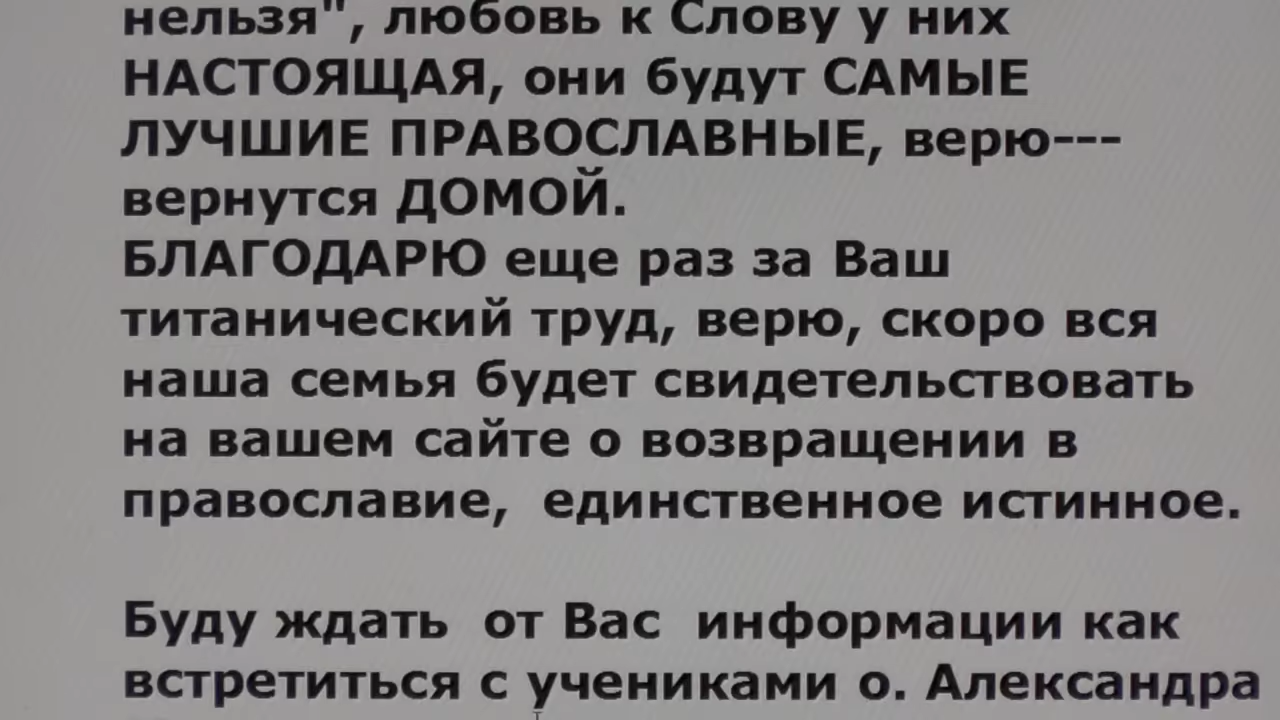 нельзя", любовь к Слову у них
НАСТОЯЩАЯ, они будут САМЫЕ
ЛУЧШИЕ ПРАВОСЛАВНЫЕ, верю---
вернутся ДОМОЙ.
БЛАГОДАРЮ еще раз за Ваш
титанический труд, верю, скоро вся
наша семья будет свидетельствовать
на вашем сайте о возвращении в
православие,  единственное истинное.
Буду ждать  от Вас  информации как
встретиться с учениками о. Александра